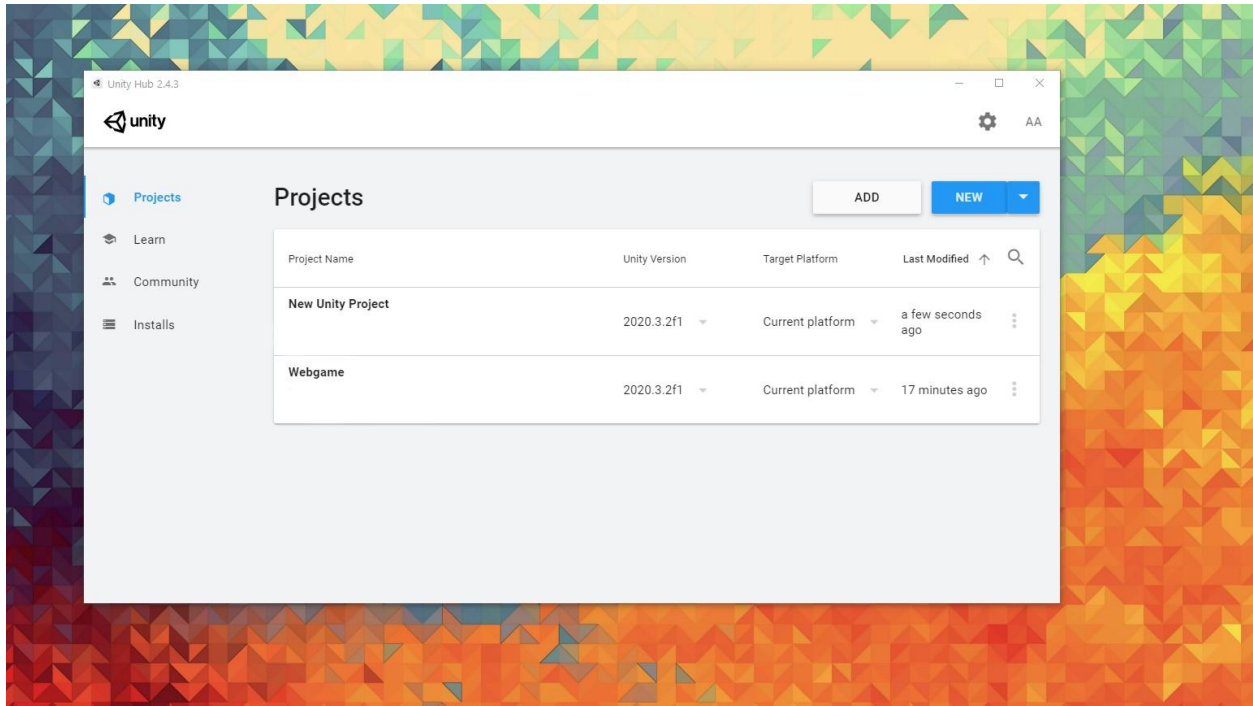 Unity Hub 2.4.3
unity
AA
Projects
Learn
Community
Installs
Projects
ADD
NEW
Project Name
Unity Version
Target Platform
Last Modified
New Unity Project
2020.3.2f1
Current platform
a few seconds
ago
Webgame
2020.3.2f1
Current platform
17 minutes ago